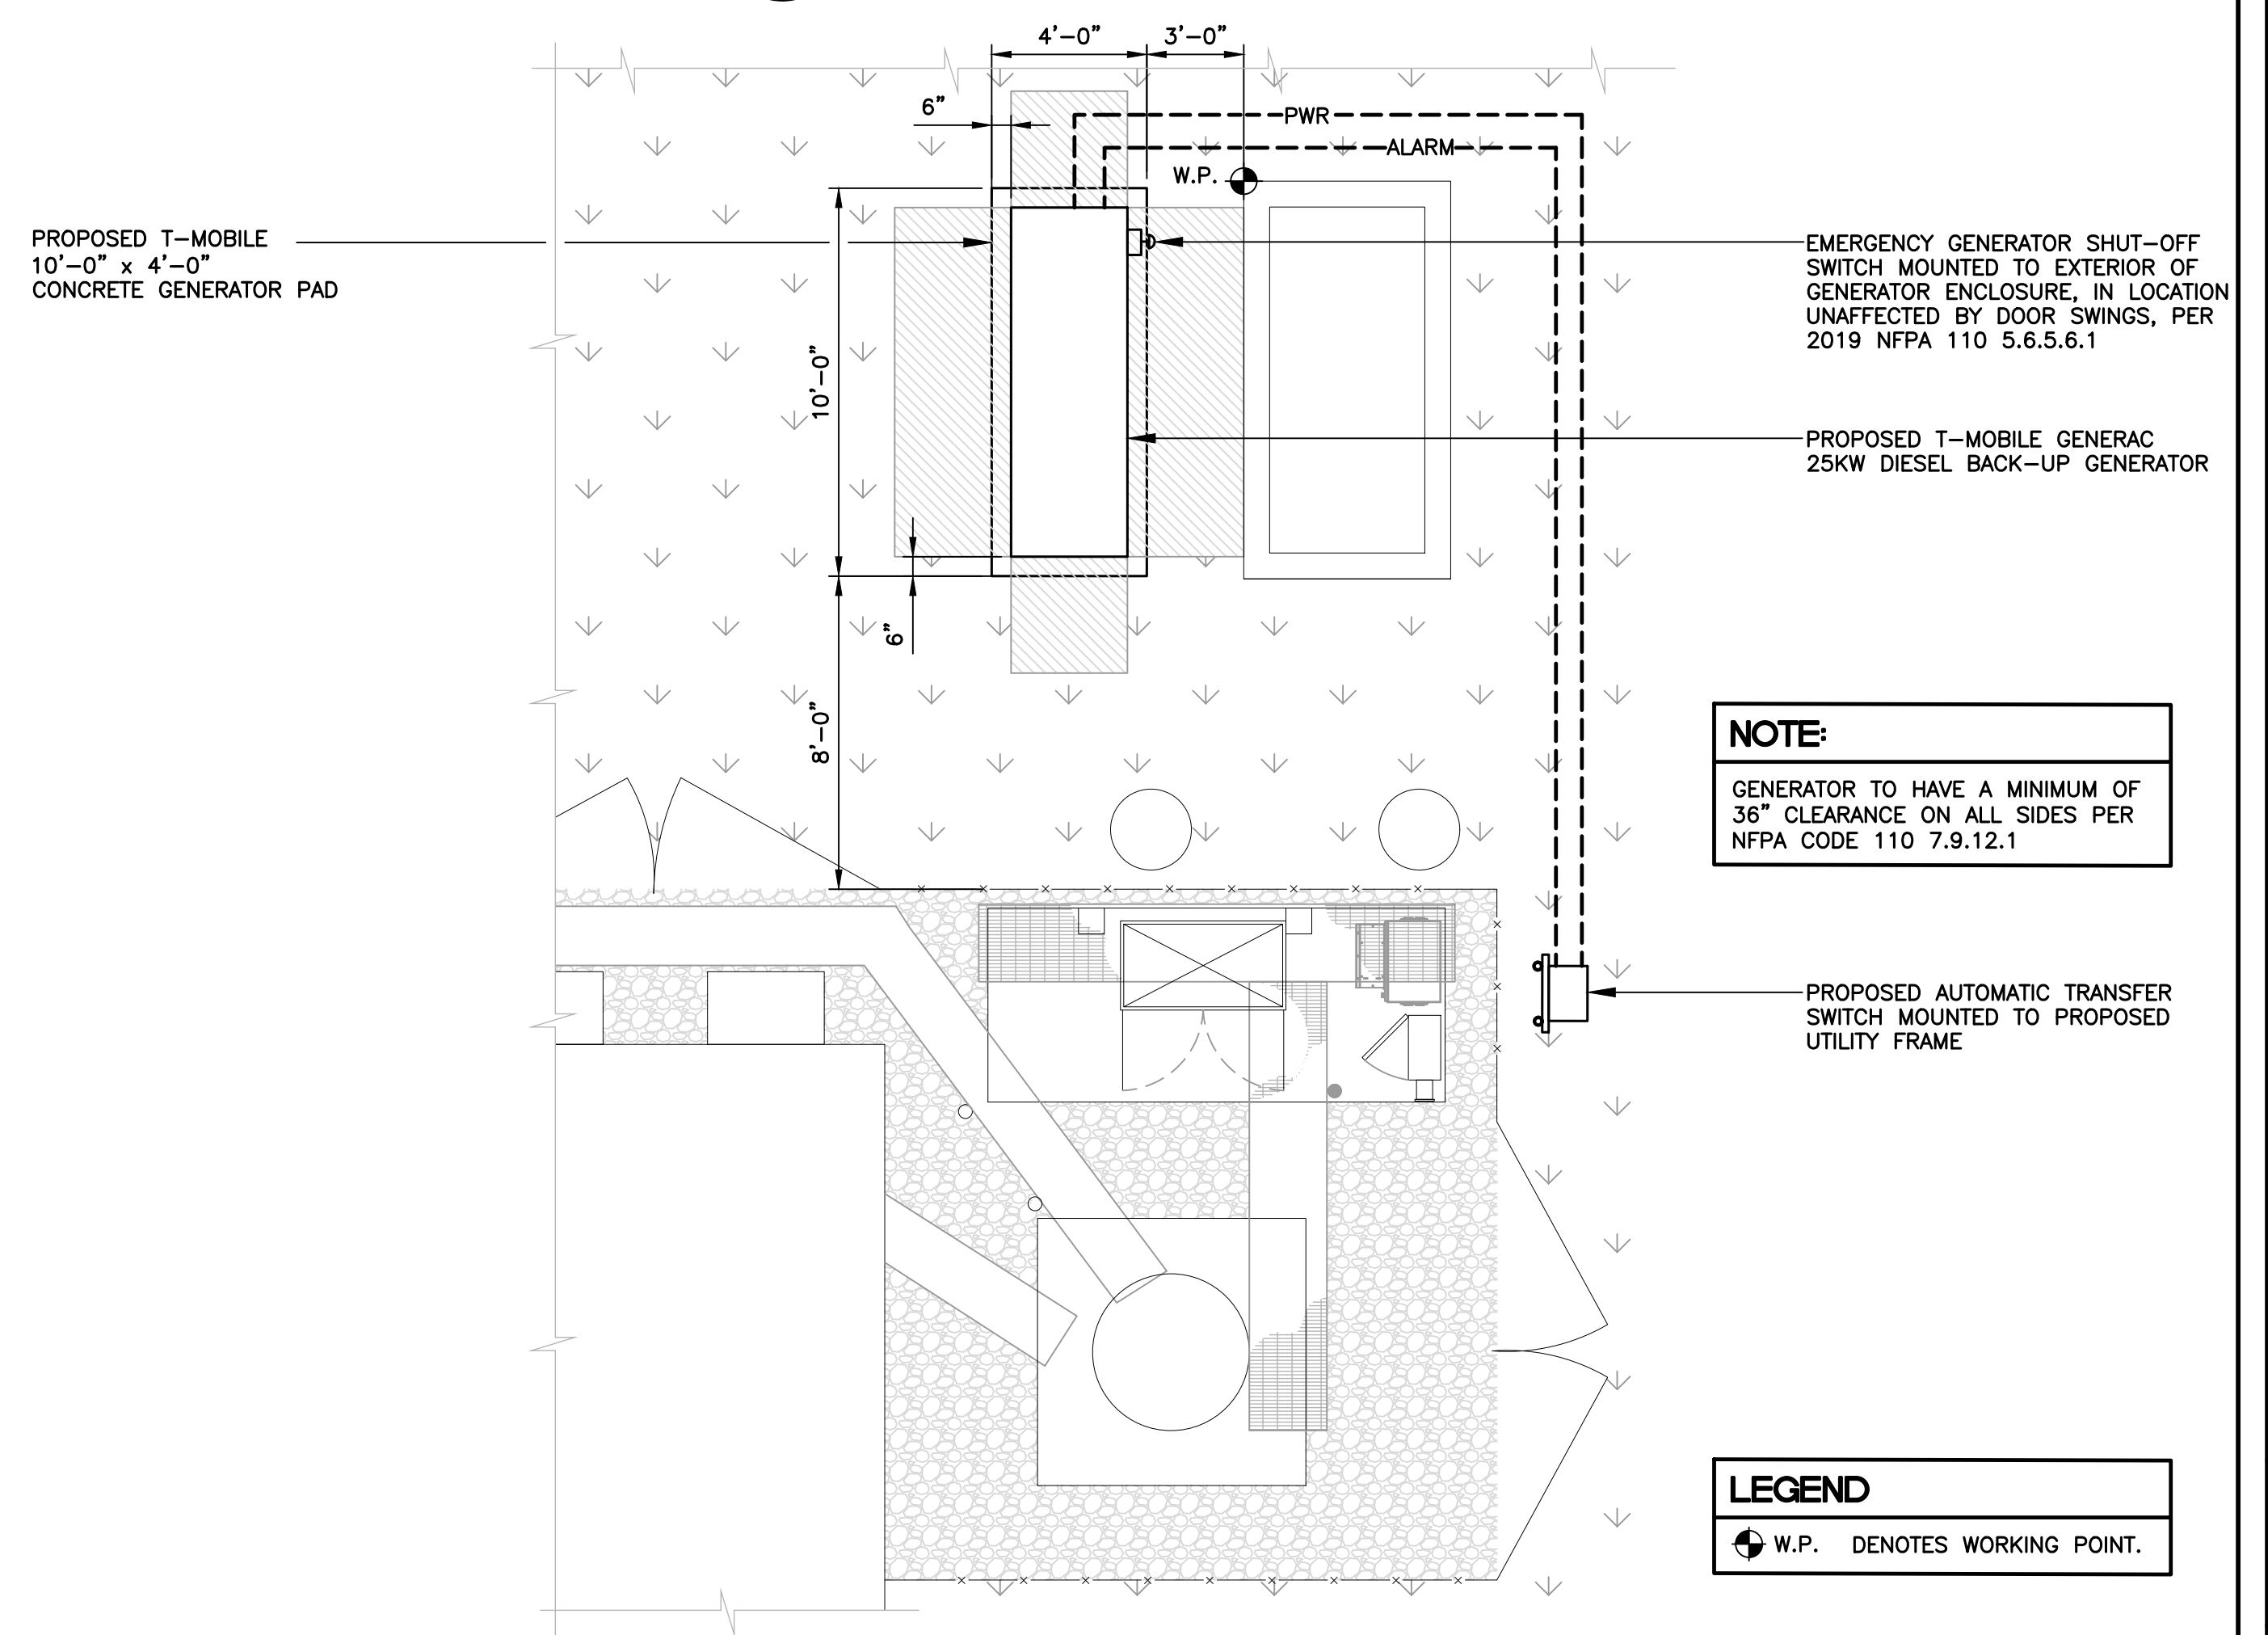 4'-0"
3'-0"
6"
PWR
ALARM
W.P.
PROPOSED T-MOBILE
10'-0" x 4'-0"
CONCRETE GENERATOR PAD
EMERGENCY GENERATOR SHUT-OFF
SWITCH MOUNTED TO EXTERIOR OF
GENERATOR ENCLOSURE, IN LOCATION
UNAFFECTED BY DOOR SWINGS, PER
2019 NFPA 110 5.6.5.6.1
10'-0"
PROPOSED T-MOBILE GENERAC
25KW DIESEL BACK-UP GENERATOR
6"
8'-0"
NOTE:
GENERATOR TO HAVE A MINIMUM OF
36" CLEARANCE ON ALL SIDES PER
NFPA CODE 110 7.9.12.1
PROPOSED AUTOMATIC TRANSFER
SWITCH MOUNTED TO PROPOSED
UTILITY FRAME
LEGEND
W.P. DENOTES WORKING POINT.